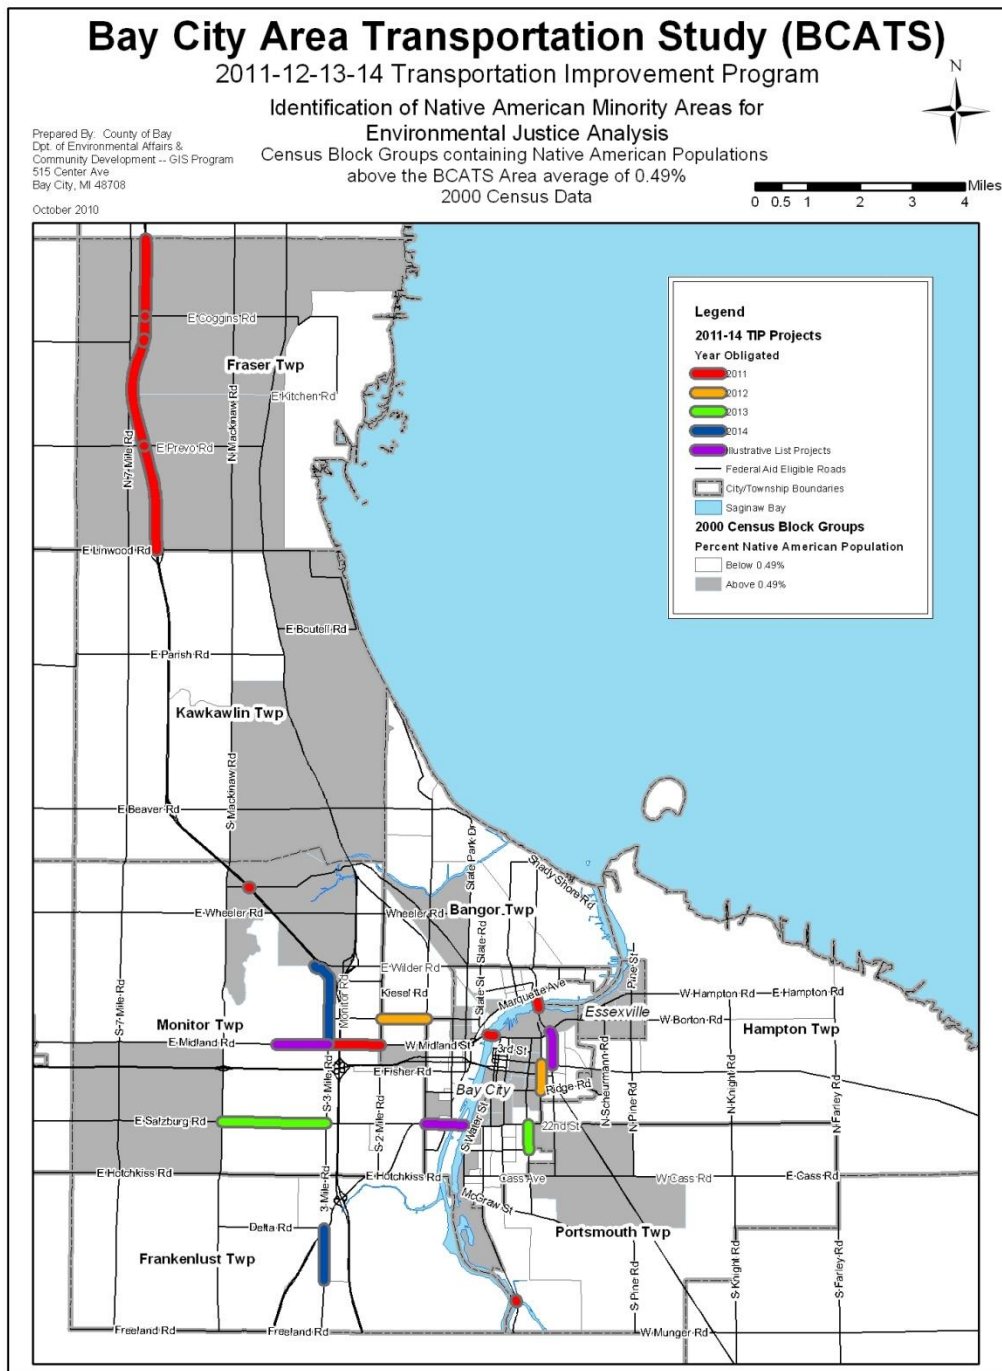 Bay City Area Transportation Study (BCATS)
2011-12-13-14 Transportation Improvement Program
Identification of Native American Minority Areas for
Environmental Justice Analysis
Census Block Groups containing Native American Populations
above the BCATS Area average of 0.49%
2000 Census Data
Prepared By: County of Bay
Dpt. of Environmental Affairs &
Community Development -- GIS Program
515 Center Ave
Bay City, MI 48708
October 2010
N
Miles
0 0.5 1 2 3 4
Legend
2011-14 TIP Projects
Year Obligated
2011
2012
2013
2014
Illustrative List Projects
Federal Aid Eligible Roads
City/Township Boundaries
Saginaw Bay
2000 Census Block Groups
Percent Native American Population
Below 0.49%
Above 0.49%
E Coggins Rd
Fraser Twp
E Kitchen Rd
N Mackinaw Rd
N 7 Mile Rd
E Prevo Rd
E Linwood Rd
E Boutell Rd
E Parish Rd
Kawkawlin Twp
S Mackinaw Rd
E Beaver Rd
State Park Dr
Shady Shore Rd
E Wheeler Rd
Wheeler Rd
Bangor Twp
State Rd
Pine St
E Wilder Rd
Kiesel Rd
Monitor Rd
State St
Marquette Ave
W Hampton Rd
E Hampton Rd
S 7 Mile Rd
Monitor Twp
Essexville
W Borton Rd
Hampton Twp
E Midland Rd
W Midland St
3rd St
E Fisher Rd
Bay City
Ridge Rd
N Scheurmann Rd
N Pine Rd
N Knight Rd
N Farley Rd
S 3 Mile Rd
S 2 Mile Rd
S Water St
E Salzburg Rd
22nd St
E Hotchkiss Rd
E Hotchkiss Rd
Cass Ave
W Cass Rd
E Cass Rd
3 Mile Rd
McGraw St
Delta Rd
Portsmouth Twp
Frankenlust Twp
S Pine Rd
S Knight Rd
S Farley Rd
Freeland Rd
Freeland Rd
W Munger Rd